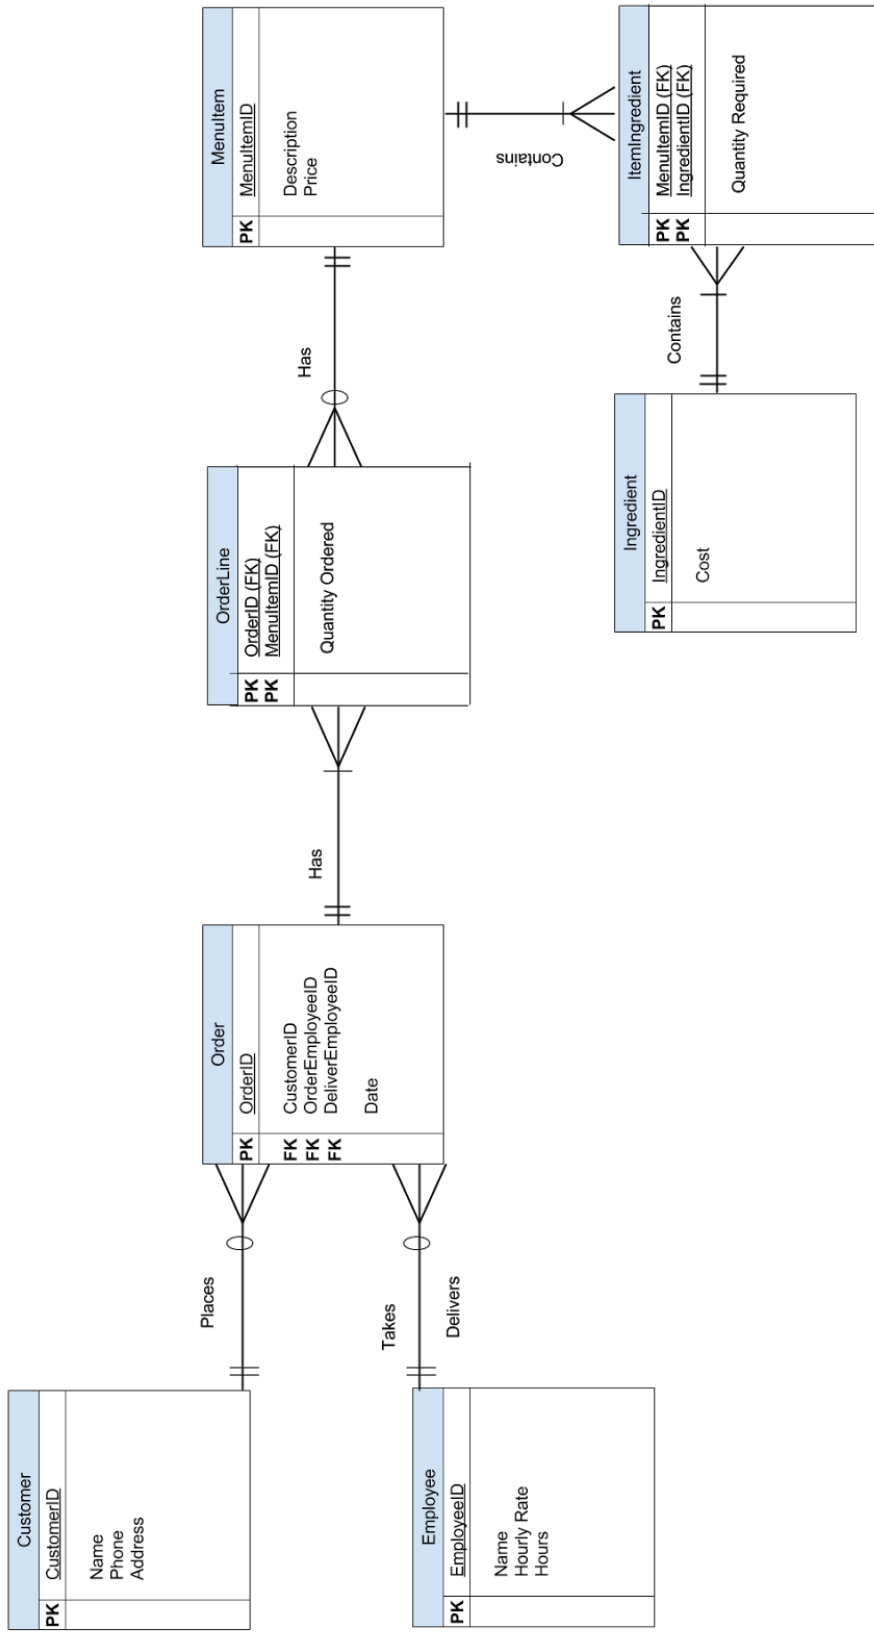 Customer
PK CustomerID
Name
Phone
Address
Places
Employee
PK EmployeeID
Name
Hourly Rate
Hours
Takes
Delivers
Order
PK OrderID
FK CustomerID
FK OrderEmployeeID
FK DeliverEmployeeID
Date
Has
OrderLine
PK OrderID (FK)
PK MenuItemID (FK)
Quantity Ordered
Has
MenuItem
PK MenuItemID
Description
Price
Contains
Ingredient
PK IngredientID
Cost
Contains
ItemIngredient
PK MenuItemID (FK)
PK IngredientID (FK)
Quantity Required